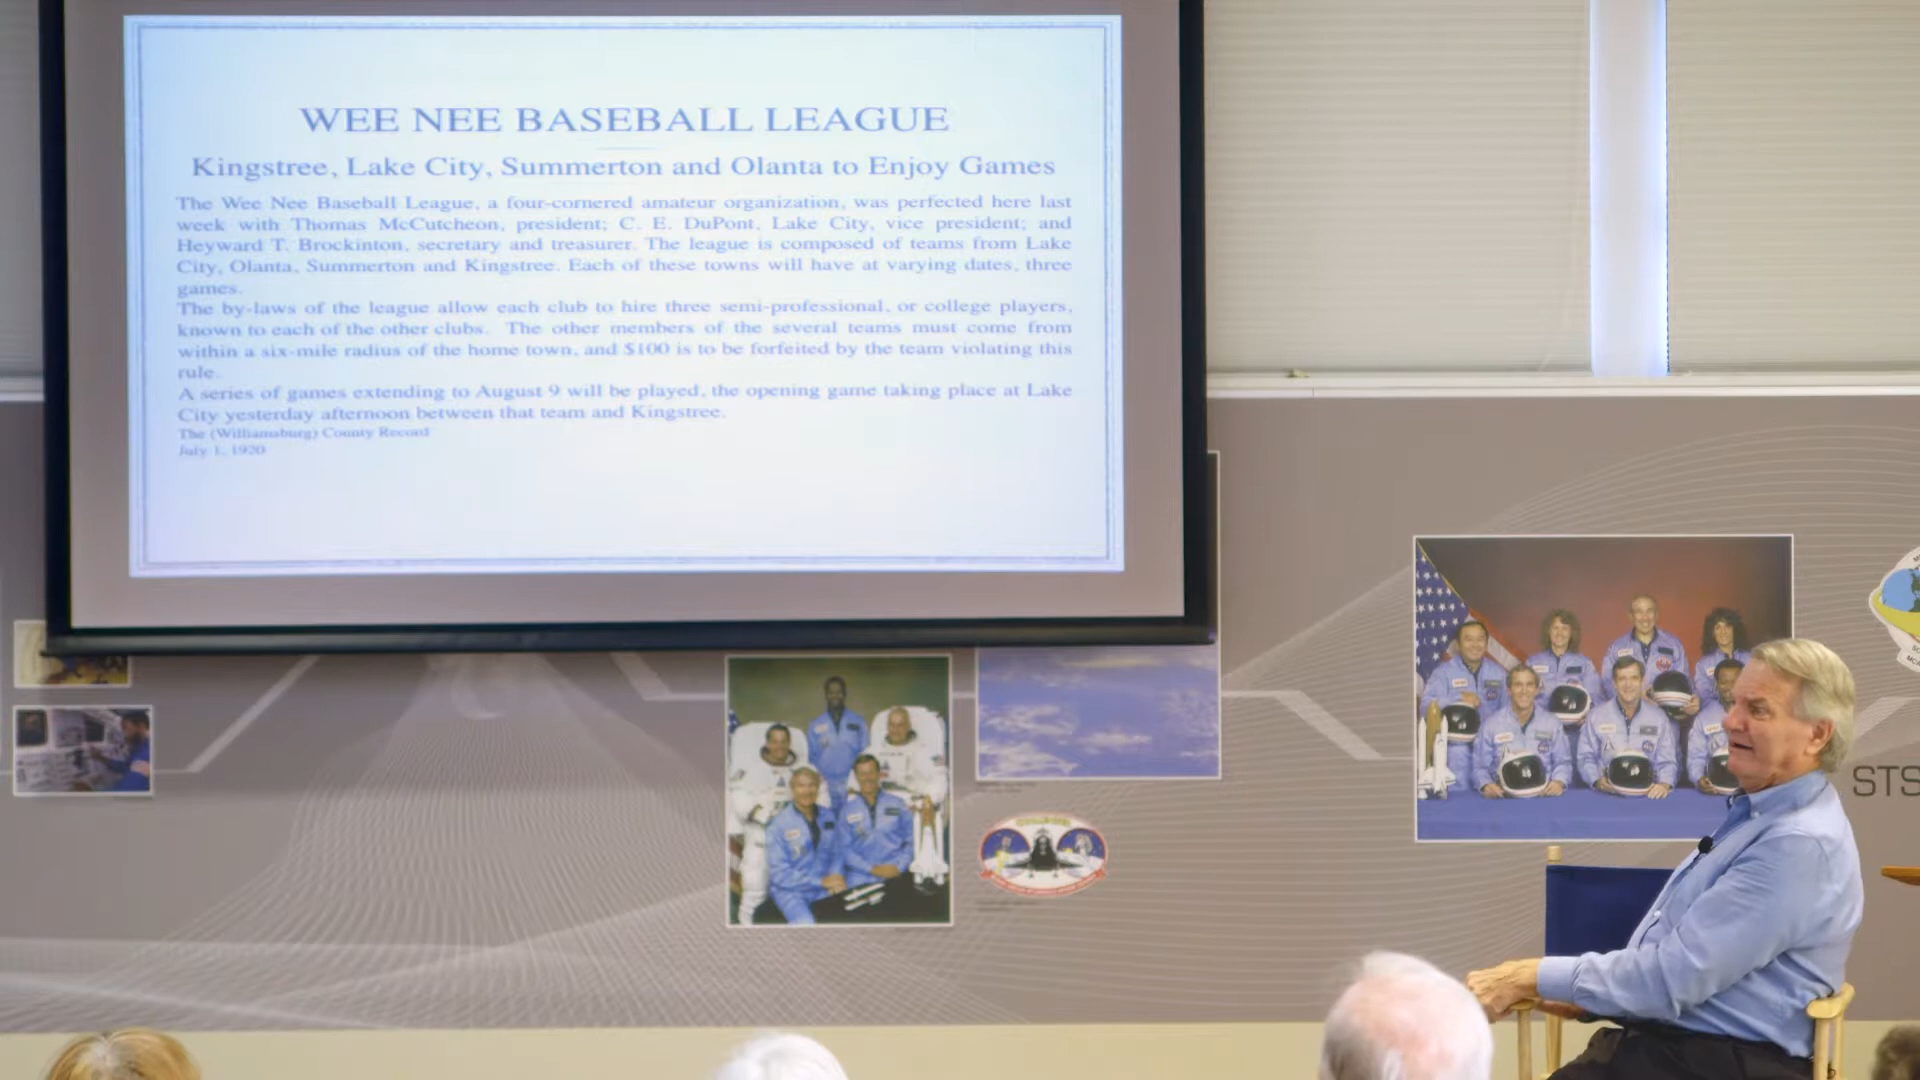 WEE NEE BASEBALL LEAGUE
Kingstree, Lake City, Summerton and Olanta to Enjoy Games
The Wee Nee Baseball League, a four-cornered amateur organization, was perfected here last
week with Thomas McCutcheon, president; C. E. DuPont, Lake City, vice president; and
Heyward T. Brockinton, secretary and treasurer. The league is composed of teams from Lake
City, Olanta, Summerton and Kingstree. Each of these towns will have at varying dates, three
games.
The by-laws of the league allow each club to hire three semi-professional, or college players,
known to each of the other clubs. The other members of the several teams must come from
within a six-mile radius of the home town, and $100 is to be forfeited by the team violating this
rule.
A series of games extending to August 9 will be played, the opening game taking place at Lake
City yesterday afternoon between that team and Kingstree.
The (Williamsburg) County Record
July 1, 1920
STS